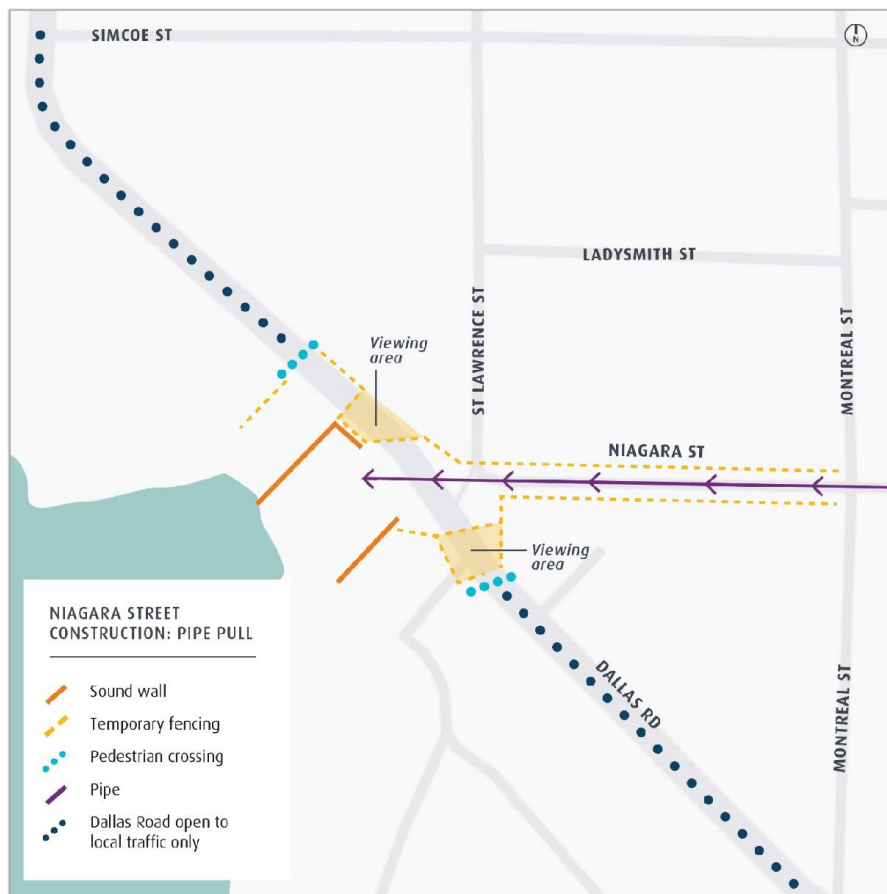 SIMCOE ST
N
LADYSMITH ST
ST LAWRENCE ST
MONTREAL ST
Viewing
area
NIAGARA ST
Viewing
area
DALLAS RD
MONTREAL ST
NIAGARA STREET
CONSTRUCTION: PIPE PULL
Sound wall
Temporary fencing
Pedestrian crossing
Pipe
Dallas Road open to
local traffic only